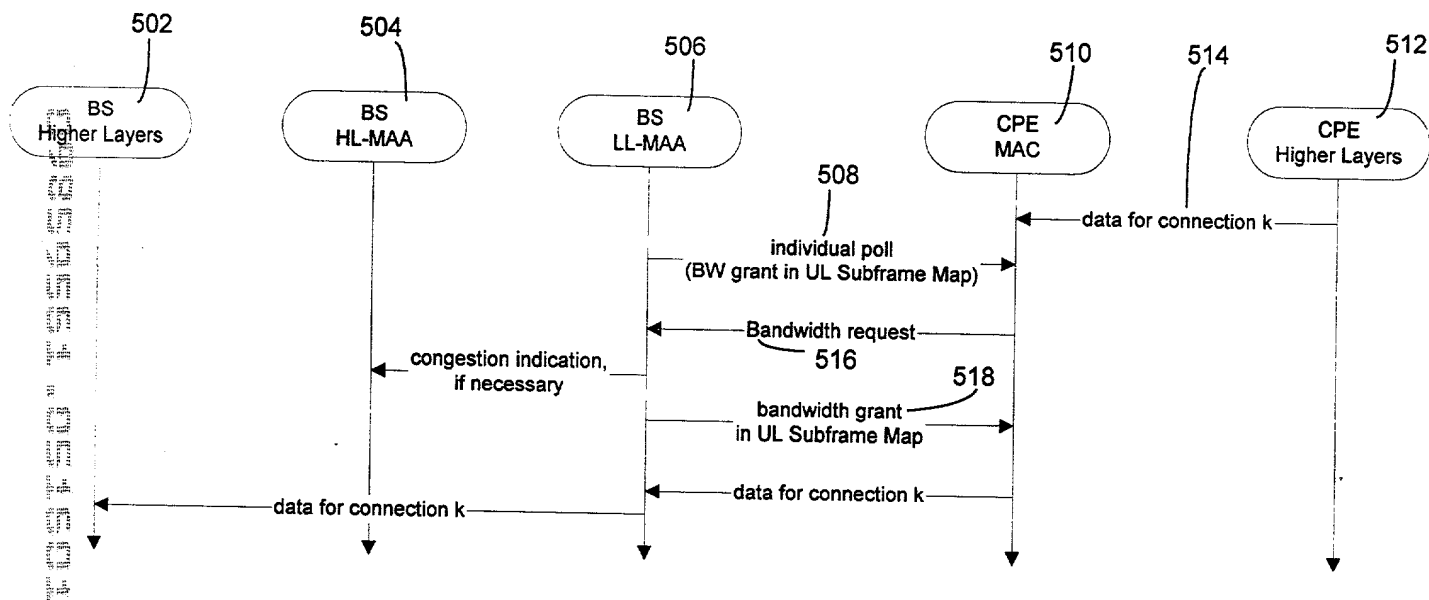 502
504
506
510
514
512
BS
Higher Layers
BS
HL-MAA
BS
LL-MAA
CPE
MAC
CPE
Higher Layers
508
data for connection k
individual poll
(BW grant in UL Subframe Map)
Bandwidth request
516
congestion indication,
if necessary
518
bandwidth grant
in UL Subframe Map
data for connection k
data for connection k